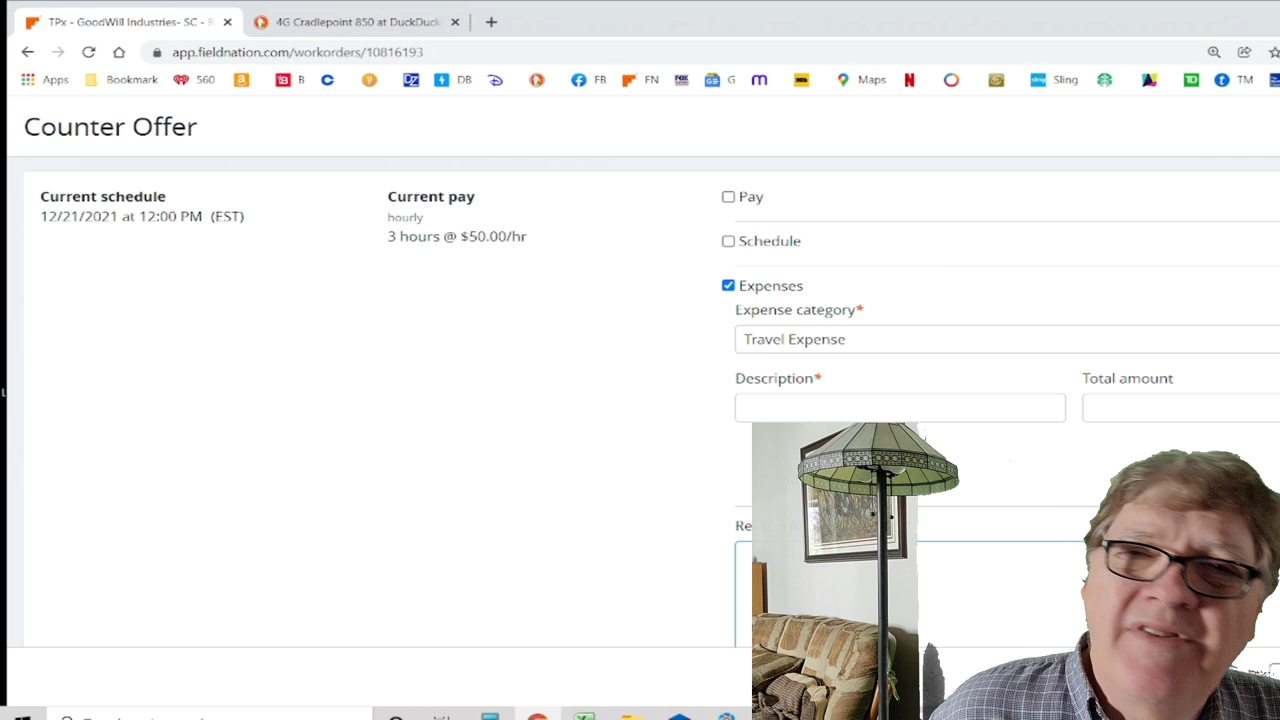 TPx - GoodWill Industries- SC - R
4G Cradlepoint 850 at DuckDuck
app.fieldnation.com/workorders/10816193
Apps Bookmark 560 B DZ DB FB FN G Maps N Sling TD TM
Counter Offer
Current schedule
12/21/2021 at 12:00 PM (EST)
Current pay
hourly
3 hours @ $50.00/hr
Pay
Schedule
Expenses
Expense category*
Travel Expense
Description*
Total amount